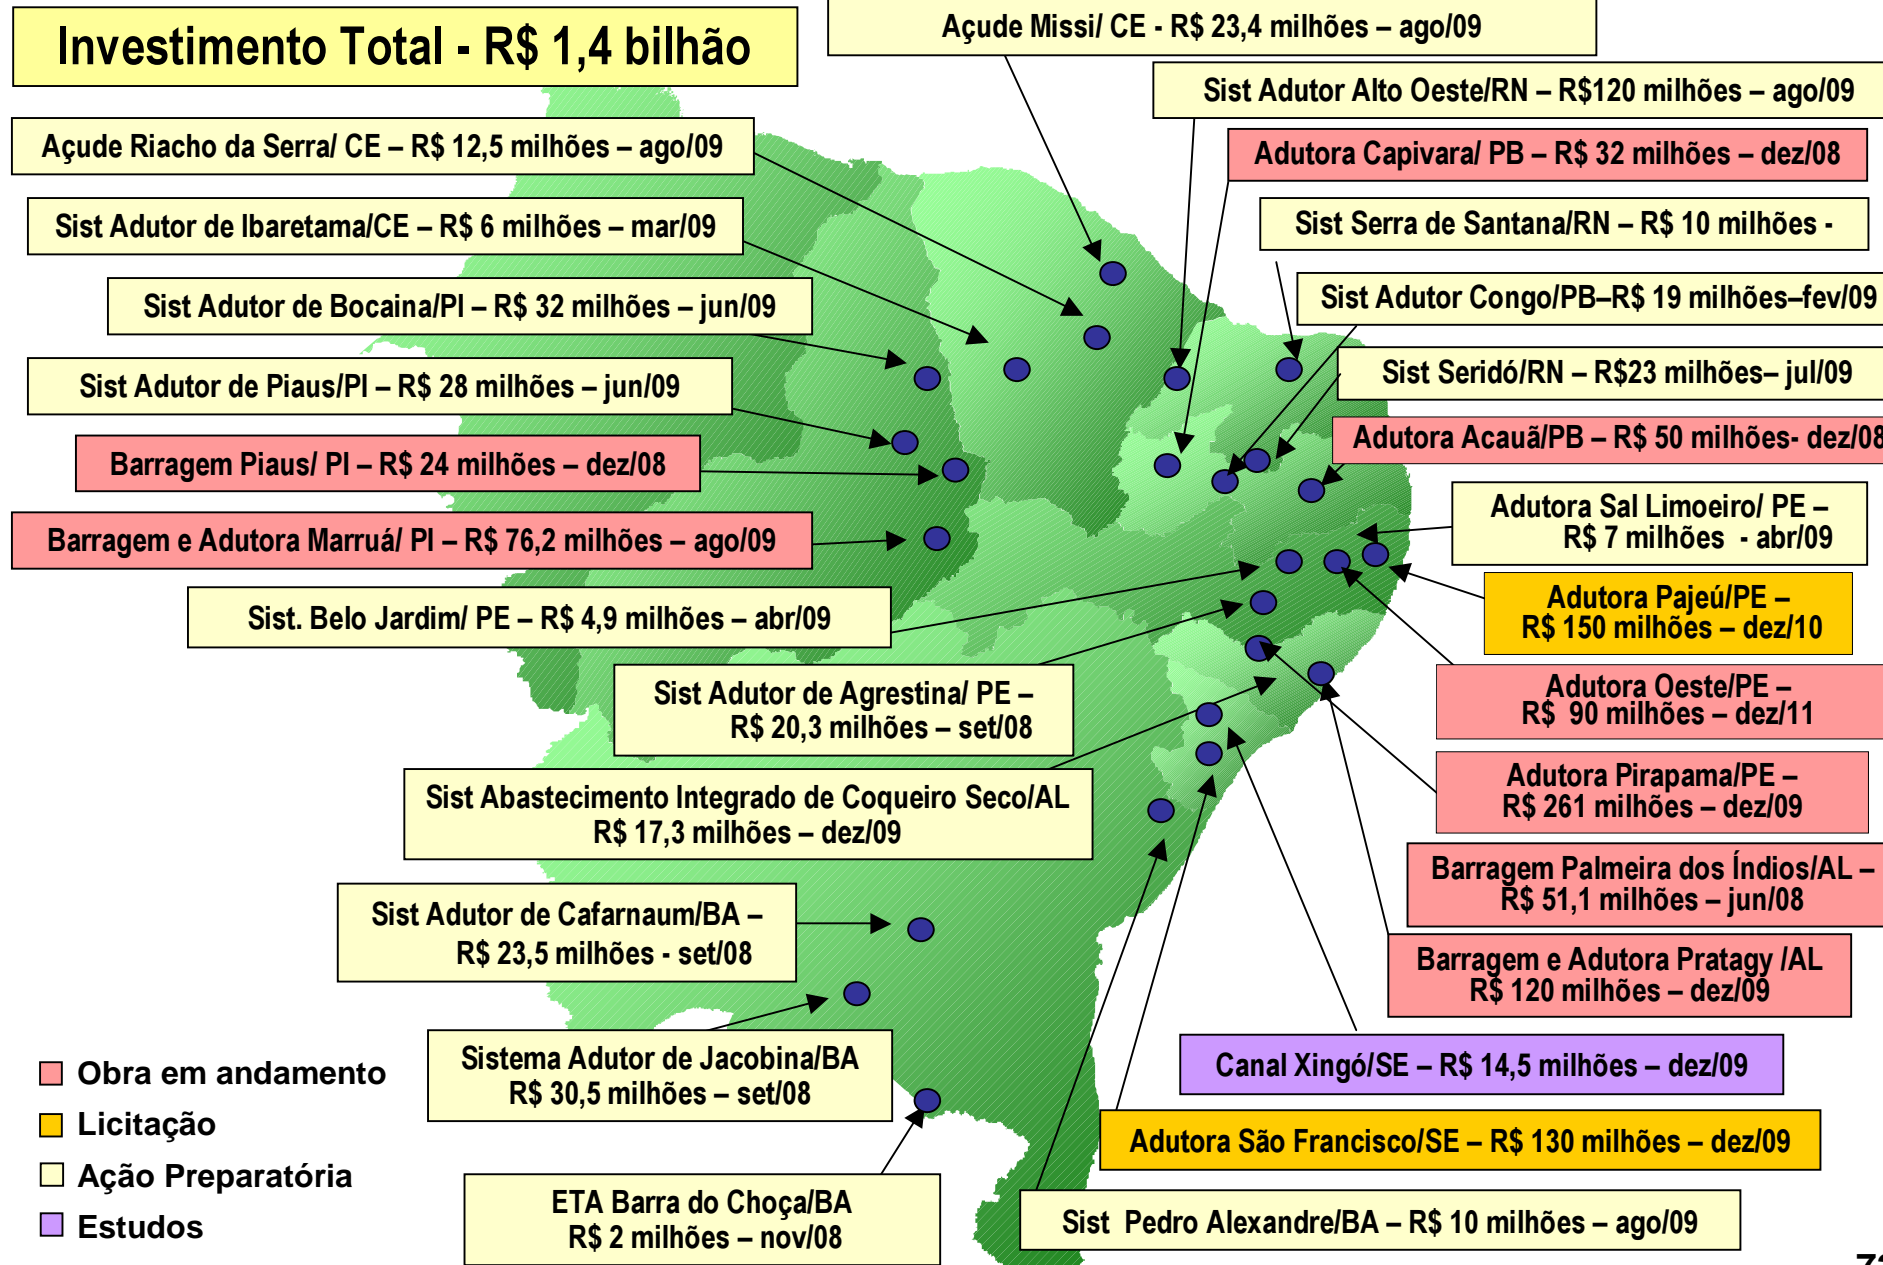 Investimento Total - R$ 1,4 bilhão
Açude Missi/ CE - R$ 23,4 milhões – ago/09
Sist Adutor Alto Oeste/RN – R$120 milhões – ago/09
Açude Riacho da Serra/ CE – R$ 12,5 milhões – ago/09
Adutora Capivara/ PB – R$ 32 milhões – dez/08
Sist Adutor de Ibaretama/CE – R$ 6 milhões – mar/09
Sist Serra de Santana/RN – R$ 10 milhões -
Sist Adutor de Bocaina/PI – R$ 32 milhões – jun/09
Sist Adutor Congo/PB–R$ 19 milhões–fev/09
Sist Adutor de Piaus/PI – R$ 28 milhões – jun/09
Sist Seridó/RN – R$23 milhões– jul/09
Adutora Acauã/PB – R$ 50 milhões- dez/08
Barragem Piaus/ PI – R$ 24 milhões – dez/08
Adutora Sal Limoeiro/ PE –
R$ 7 milhões - abr/09
Barragem e Adutora Marruá/ PI – R$ 76,2 milhões – ago/09
Adutora Pajeú/PE –
R$ 150 milhões – dez/10
Sist. Belo Jardim/ PE – R$ 4,9 milhões – abr/09
Adutora Oeste/PE –
R$ 90 milhões – dez/11
Sist Adutor de Agrestina/ PE –
R$ 20,3 milhões – set/08
Adutora Pirapama/PE –
R$ 261 milhões – dez/09
Sist Abastecimento Integrado de Coqueiro Seco/AL
R$ 17,3 milhões – dez/09
Barragem Palmeira dos Índios/AL –
R$ 51,1 milhões – jun/08
Sist Adutor de Cafarnaum/BA –
R$ 23,5 milhões - set/08
Barragem e Adutora Pratagy /AL
R$ 120 milhões – dez/09
Sistema Adutor de Jacobina/BA
R$ 30,5 milhões – set/08
Canal Xingó/SE – R$ 14,5 milhões – dez/09
Adutora São Francisco/SE – R$ 130 milhões – dez/09
ETA Barra do Choça/BA
R$ 2 milhões – nov/08
Sist Pedro Alexandre/BA – R$ 10 milhões – ago/09
Obra em andamento
Licitação
Ação Preparatória
Estudos